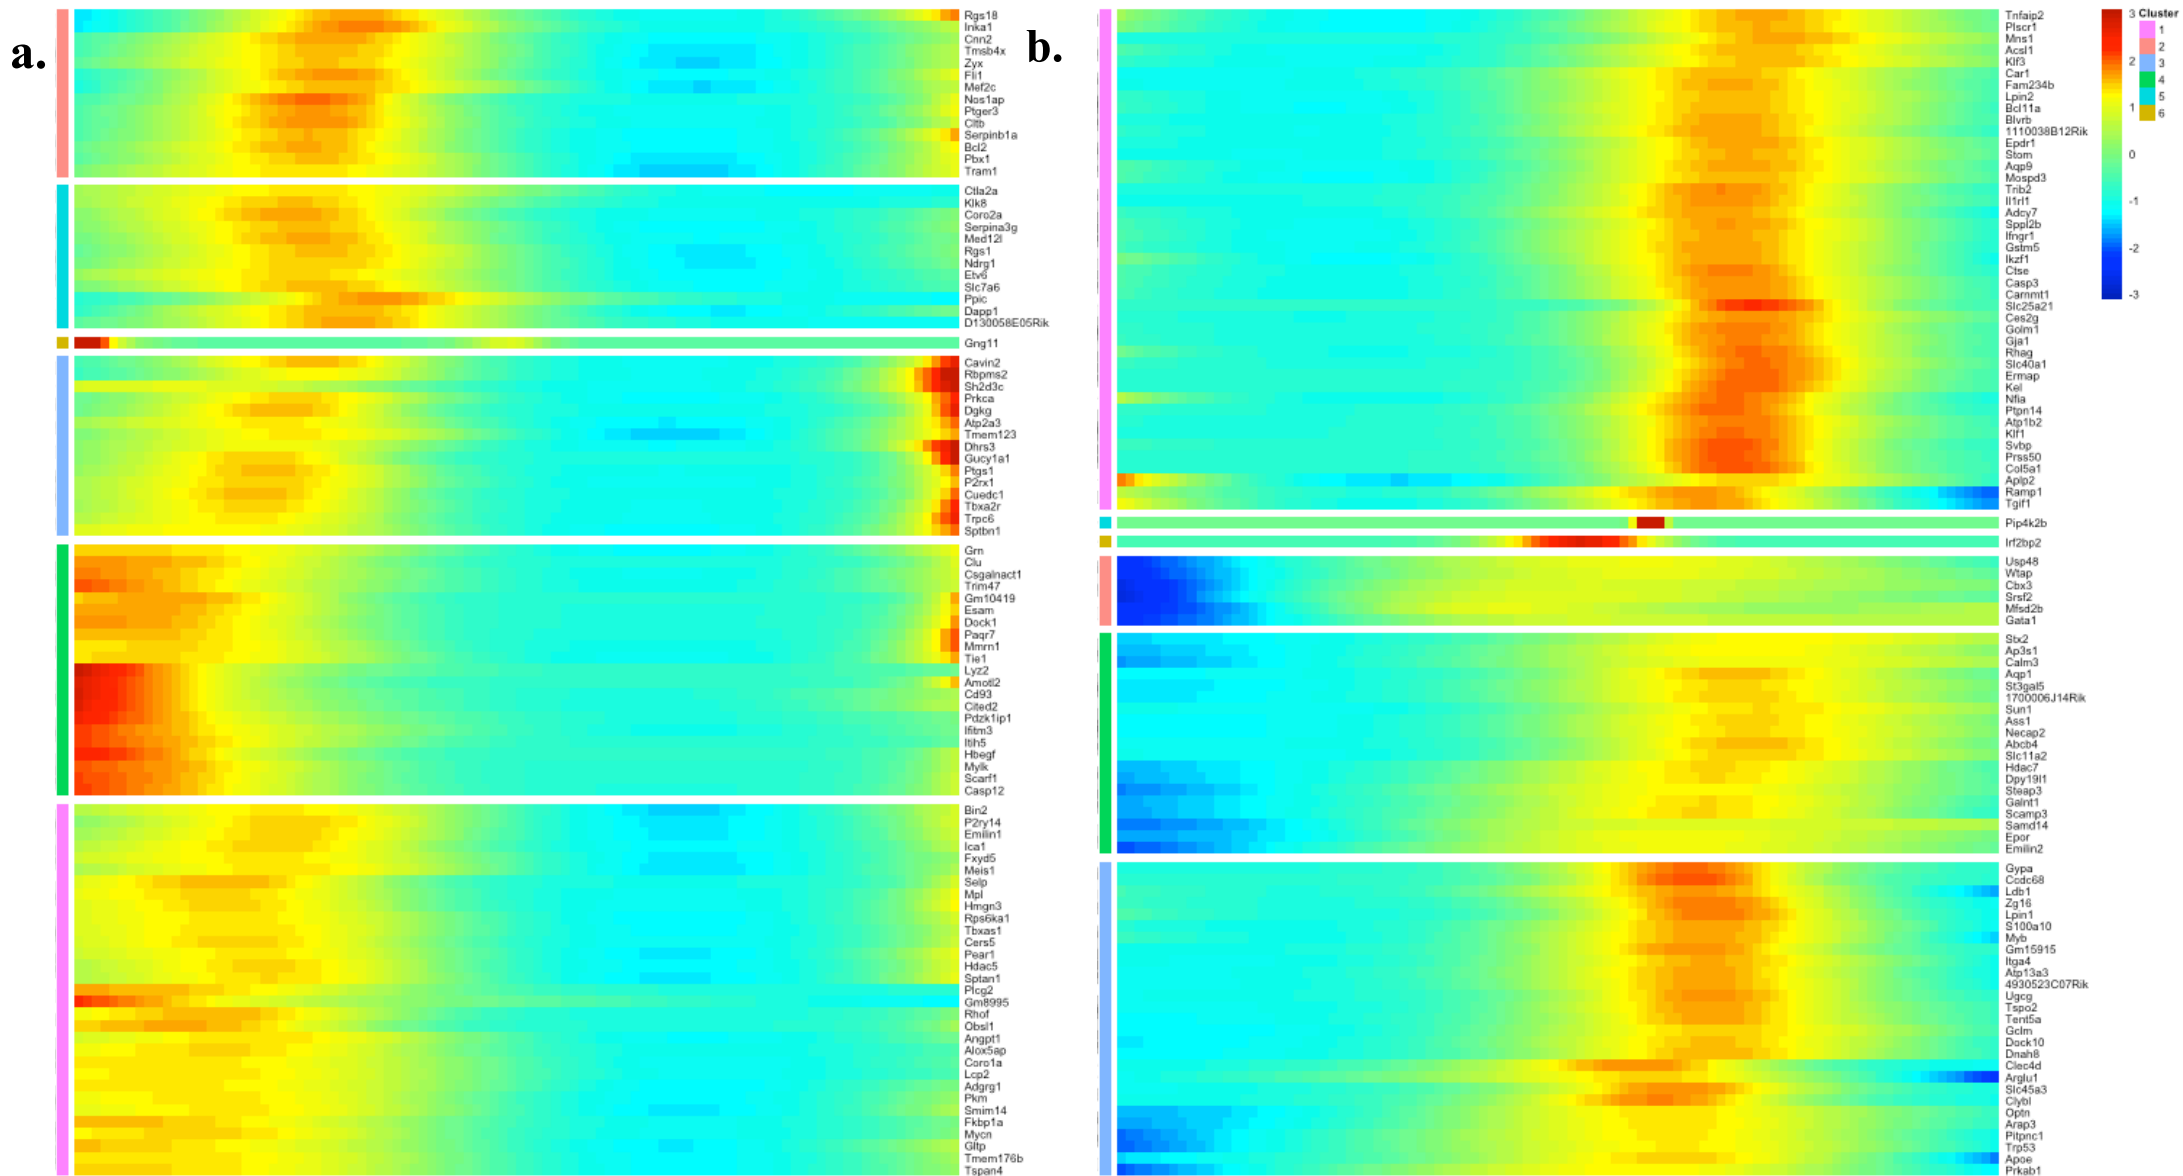 a.
Rgs18
Inka1
Cnn2
Tmsb4x
Zyx
Fli1
Mef2c
Nos1ap
Ptger3
Cltb
Serpinb1a
Bcl2
Pbx1
Tram1
Ctla2a
Klk8
Coro2a
Serpina3g
Med12l
Rgs1
Ndrg1
Etv6
Slc7a6
Ppic
Dapp1
D130058E05Rik
Gng11
Cavin2
Rbpms2
Sh2d3c
Prkca
Dgkg
Atp2a3
Tmem123
Dhrs3
Gucy1a1
Ptgs1
P2rx1
Cuedc1
Tbxa2r
Trpc6
Sptbn1
Grn
Clu
Csgalnact1
Trim47
Gm10419
Esam
Dock1
Paqr7
Mmrn1
Tie1
Lyz2
Amotl2
Cd93
Cited2
Pdzk1ip1
Ifitm3
Itih5
Hbegf
Mylk
Scarf1
Casp12
Bin2
P2ry14
Emilin1
Ica1
Fxyd5
Meis1
Selp
Mpl
Hmgn3
Rps6ka1
Tbxas1
Cers5
Pear1
Hdac5
Sptan1
Plcg2
Gm8995
Rhof
Obsl1
Angpt1
Alox5ap
Coro1a
Lcp2
Adgrg1
Pkm
Smim14
Fkbp1a
Mycn
Gltp
Tmem176b
Tspan4
b.
Tnfaip2
Plscr1
Mns1
Acsl1
Klf3
Car1
Fam234b
Lpin2
Bcl11a
Blvrb
1110038B12Rik
Epdr1
Stom
Aqp9
Mospd3
Trib2
Il1rl1
Adcy7
Sppl2b
Ifngr1
Gstm5
Ikzf1
Ctse
Casp3
Carnmt1
Slc25a21
Ces2g
Golm1
Gja1
Rhag
Slc40a1
Ermap
Kel
Nfia
Ptpn14
Atp1b2
Klf1
Svbp
Prss50
Col5a1
Aplp2
Ramp1
Tgif1
Pip4k2b
Irf2bp2
Usp48
Wtap
Cbx3
Srsf2
Mfsd2b
Gata1
Stx2
Ap3s1
Calm3
Aqp1
St3gal5
1700006J14Rik
Sun1
Ass1
Necap2
Abcb4
Slc11a2
Hdac7
Dpy19l1
Steap3
Galnt1
Scamp3
Samd14
Epor
Emilin2
Gypa
Ccdc68
Ldb1
Zg16
Lpin1
S100a10
Myb
Gm15915
Itga4
Atp13a3
4930523C07Rik
Ugcg
Tspo2
Tent5a
Gclm
Dock10
Dnah8
Clec4d
Arglu1
Slc45a3
Clybl
Optn
Arap3
Pitpnc1
Trp53
Apoe
Prkab1
3
2
1
0
-1
-2
-3
Cluster
1
2
3
4
5
6